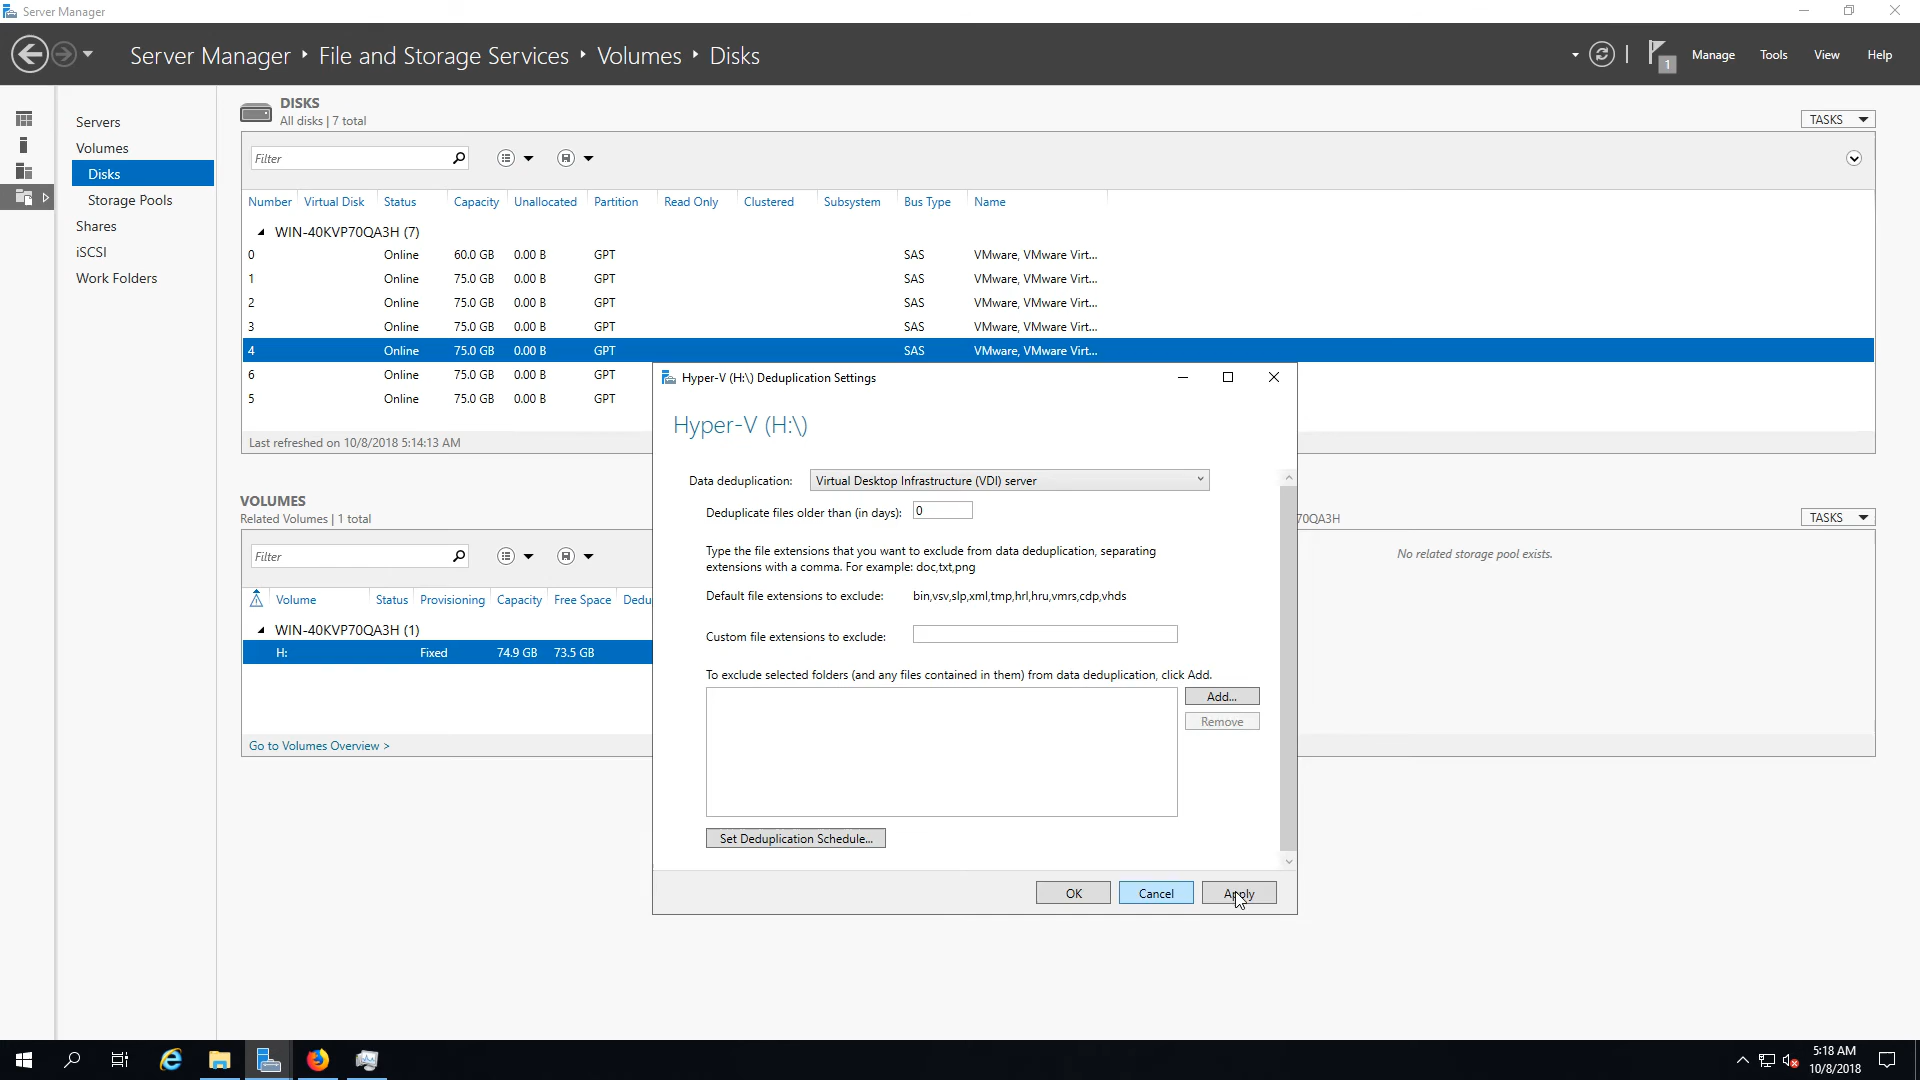 Server Manager
Server Manager • File and Storage Services • Volumes • Disks
1
Manage Tools View Help
Servers
Volumes
Disks
Storage Pools
Shares
iSCSI
Work Folders
DISKS
All disks | 7 total
TASKS
Filter
Number Virtual Disk Status Capacity Unallocated Partition Read Only Clustered Subsystem Bus Type Name
WIN-40KVP70QA3H (7)
0 Online 60.0 GB 0.00 B GPT SAS VMware, VMware Virt...
1 Online 75.0 GB 0.00 B GPT SAS VMware, VMware Virt...
2 Online 75.0 GB 0.00 B GPT SAS VMware, VMware Virt...
3 Online 75.0 GB 0.00 B GPT SAS VMware, VMware Virt...
4 Online 75.0 GB 0.00 B GPT SAS VMware, VMware Virt...
6 Online 75.0 GB 0.00 B GPT
5 Online 75.0 GB 0.00 B GPT
Last refreshed on 10/8/2018 5:14:13 AM
VOLUMES
Related Volumes | 1 total
Filter
Volume Status Provisioning Capacity Free Space Dedu
WIN-40KVP70QA3H (1)
H: Fixed 74.9 GB 73.5 GB
Go to Volumes Overview >
70QA3H
TASKS
No related storage pool exists.
Hyper-V (H:\) Deduplication Settings
Hyper-V (H:\)
Data deduplication: Virtual Desktop Infrastructure (VDI) server
Deduplicate files older than (in days): 0
Type the file extensions that you want to exclude from data deduplication, separating
extensions with a comma. For example: doc,txt,png
Default file extensions to exclude: bin,vsv,slp,xml,tmp,hrl,hru,vmrs,cdp,vhds
Custom file extensions to exclude:
To exclude selected folders (and any files contained in them) from data deduplication, click Add.
Add...
Remove
Set Deduplication Schedule...
OK Cancel Apply
5:18 AM
10/8/2018